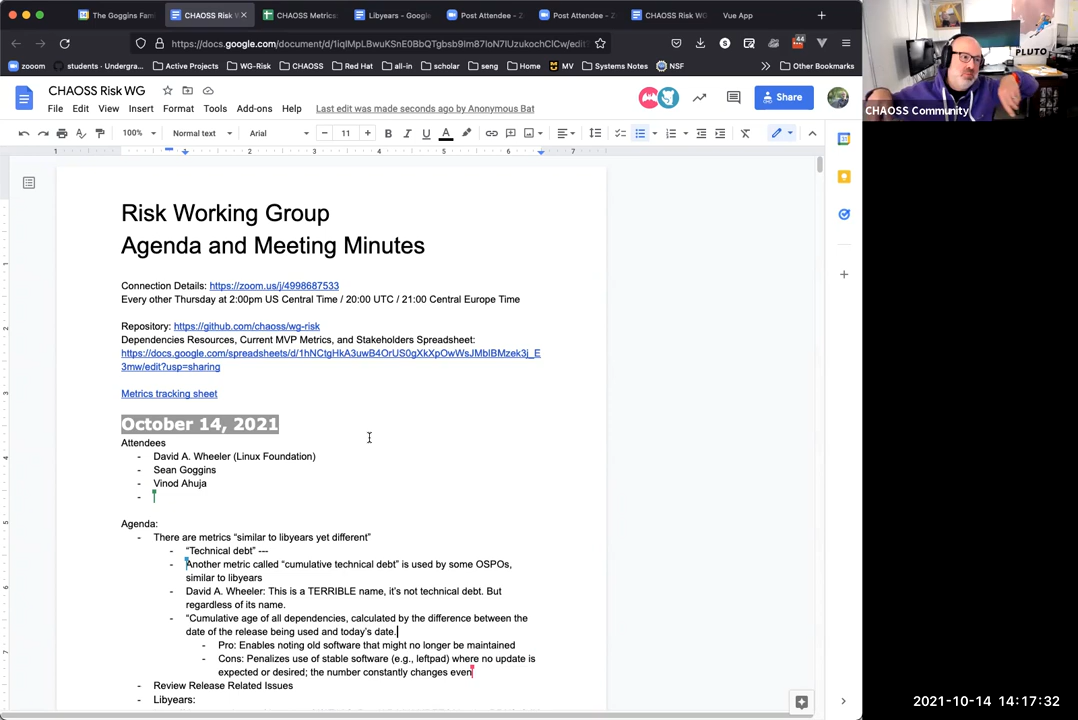 The Goggins Fam
CHAOSS Risk W
CHAOSS Metrics:
Libyears - Google
Post Attendee - Z
Post Attendee - Z
CHAOSS Risk WG
Vue App
https://docs.google.com/document/d/1iqlMpLBwuKSnE0BbQTgbsb9lm87IoN7lUzukochClCw/edit
44
zooom
students - Undergra...
Active Projects
WG-Risk
CHAOSS
Red Hat
all-in
scholar
seng
Home
MV
Systems Notes
NSF
Other Bookmarks
CHAOSS Risk WG
File Edit View Insert Format Tools Add-ons Help
Last edit was made seconds ago by Anonymous Bat
Share
100% Normal text Arial 11
1 1 2 3 4 5 6 7
Risk Working Group
Agenda and Meeting Minutes
Connection Details: https://zoom.us/j/4998687533
Every other Thursday at 2:00pm US Central Time / 20:00 UTC / 21:00 Central Europe Time
Repository: https://github.com/chaoss/wg-risk
Dependencies Resources, Current MVP Metrics, and Stakeholders Spreadsheet:
https://docs.google.com/spreadsheets/d/1hNCtgHkA3uwB4OrUS0gXkXpOwWsJMbIBMzek3j_E
3mw/edit?usp=sharing
Metrics tracking sheet
October 14, 2021
Attendees
- David A. Wheeler (Linux Foundation)
- Sean Goggins
- Vinod Ahuja
-
Agenda:
- There are metrics “similar to libyears yet different”
- “Technical debt” ---
- Another metric called “cumulative technical debt” is used by some OSPOs,
similar to libyears
- David A. Wheeler: This is a TERRIBLE name, it’s not technical debt. But
regardless of its name.
- “Cumulative age of all dependencies, calculated by the difference between the
date of the release being used and today’s date.
- Pro: Enables noting old software that might no longer be maintained
- Cons: Penalizes use of stable software (e.g., leftpad) where no update is
expected or desired; the number constantly changes even
- Review Release Related Issues
- Libyears:
PLUTO
CHAOSS Community
2021-10-14 14:17:32